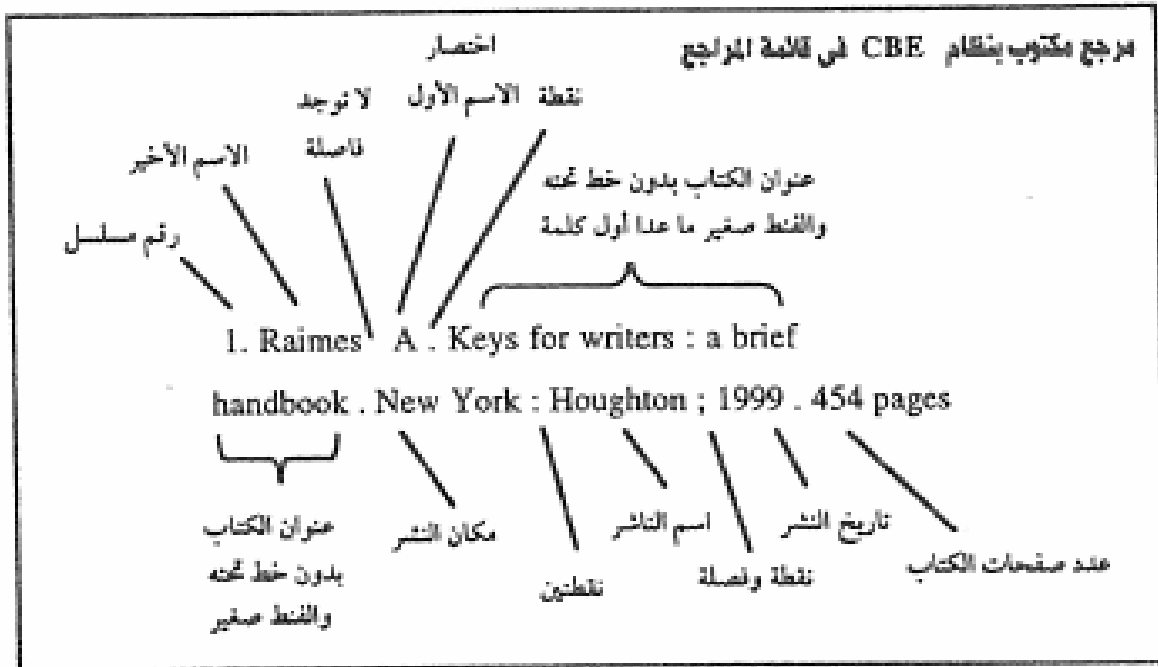 مرجع مكتوب بنظام CBE في قائمة المراجع
اختصار
نقطة
الاسم الأول
لا توجد
فاصلة
الاسم الأخير
رقم مسلسل
عنوان الكتاب بدون خط تحته
والفنط صغير ما عدا أول كلمة
1. Raimes A . Keys for writers : a brief
handbook . New York : Houghton ; 1999 . 454 pages
عنوان الكتاب
بدون خط تحته
والفنط صغير
مكان النشر
نقطتين
اسم الناشر
نقطة وفصلة
تاريخ النشر
عدد صفحات الكتاب